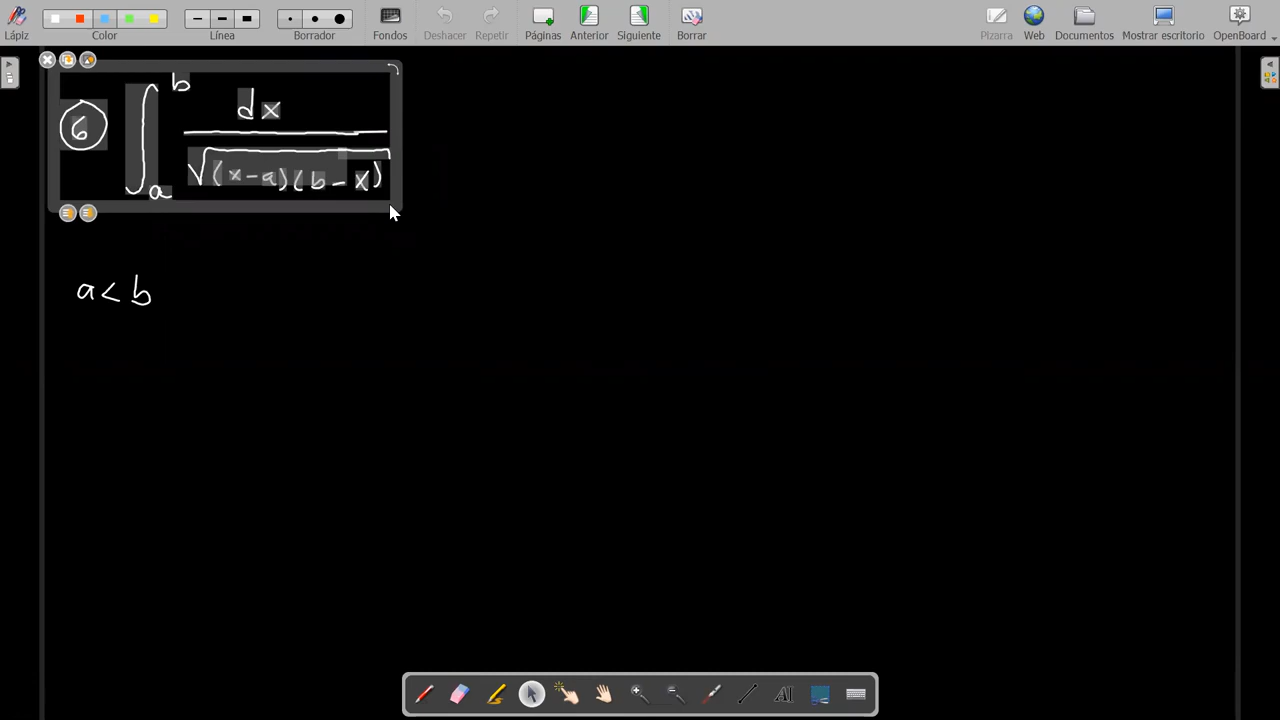 Lápiz Color Línea Borrador Fondos Deshacer Repetir Páginas Anterior Siguiente Borrar Pizarra Web Documentos Mostrar escritorio OpenBoard
⑥ ∫_a^b dx / √((x-a)(b-x))
a < b
AI